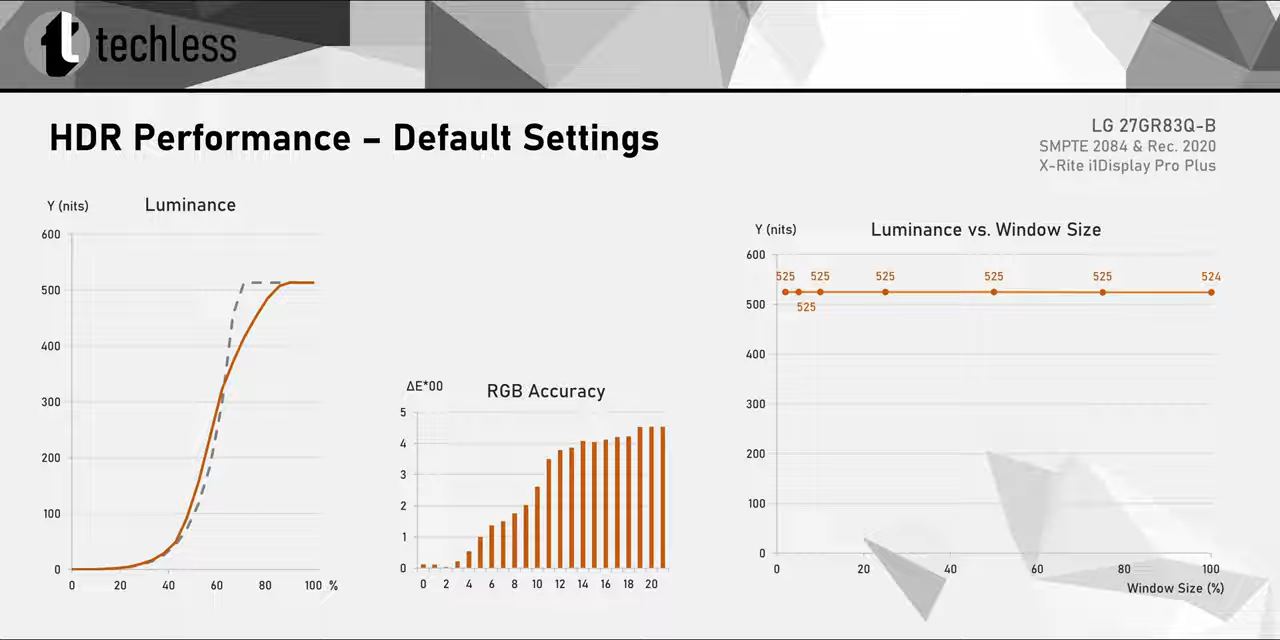 techless
HDR Performance – Default Settings
LG 27GR83Q-B
SMPTE 2084 & Rec. 2020
X-Rite i1Display Pro Plus
Y (nits) Luminance
600
500
400
300
200
100
0
0 20 40 60 80 100 %
ΔE*00 RGB Accuracy
5
4
3
2
1
0
0 2 4 6 8 10 12 14 16 18 20
Y (nits) Luminance vs. Window Size
600
525 525 525 525 525 524
525
500
400
300
200
100
0
0 20 40 60 80 100
Window Size (%)